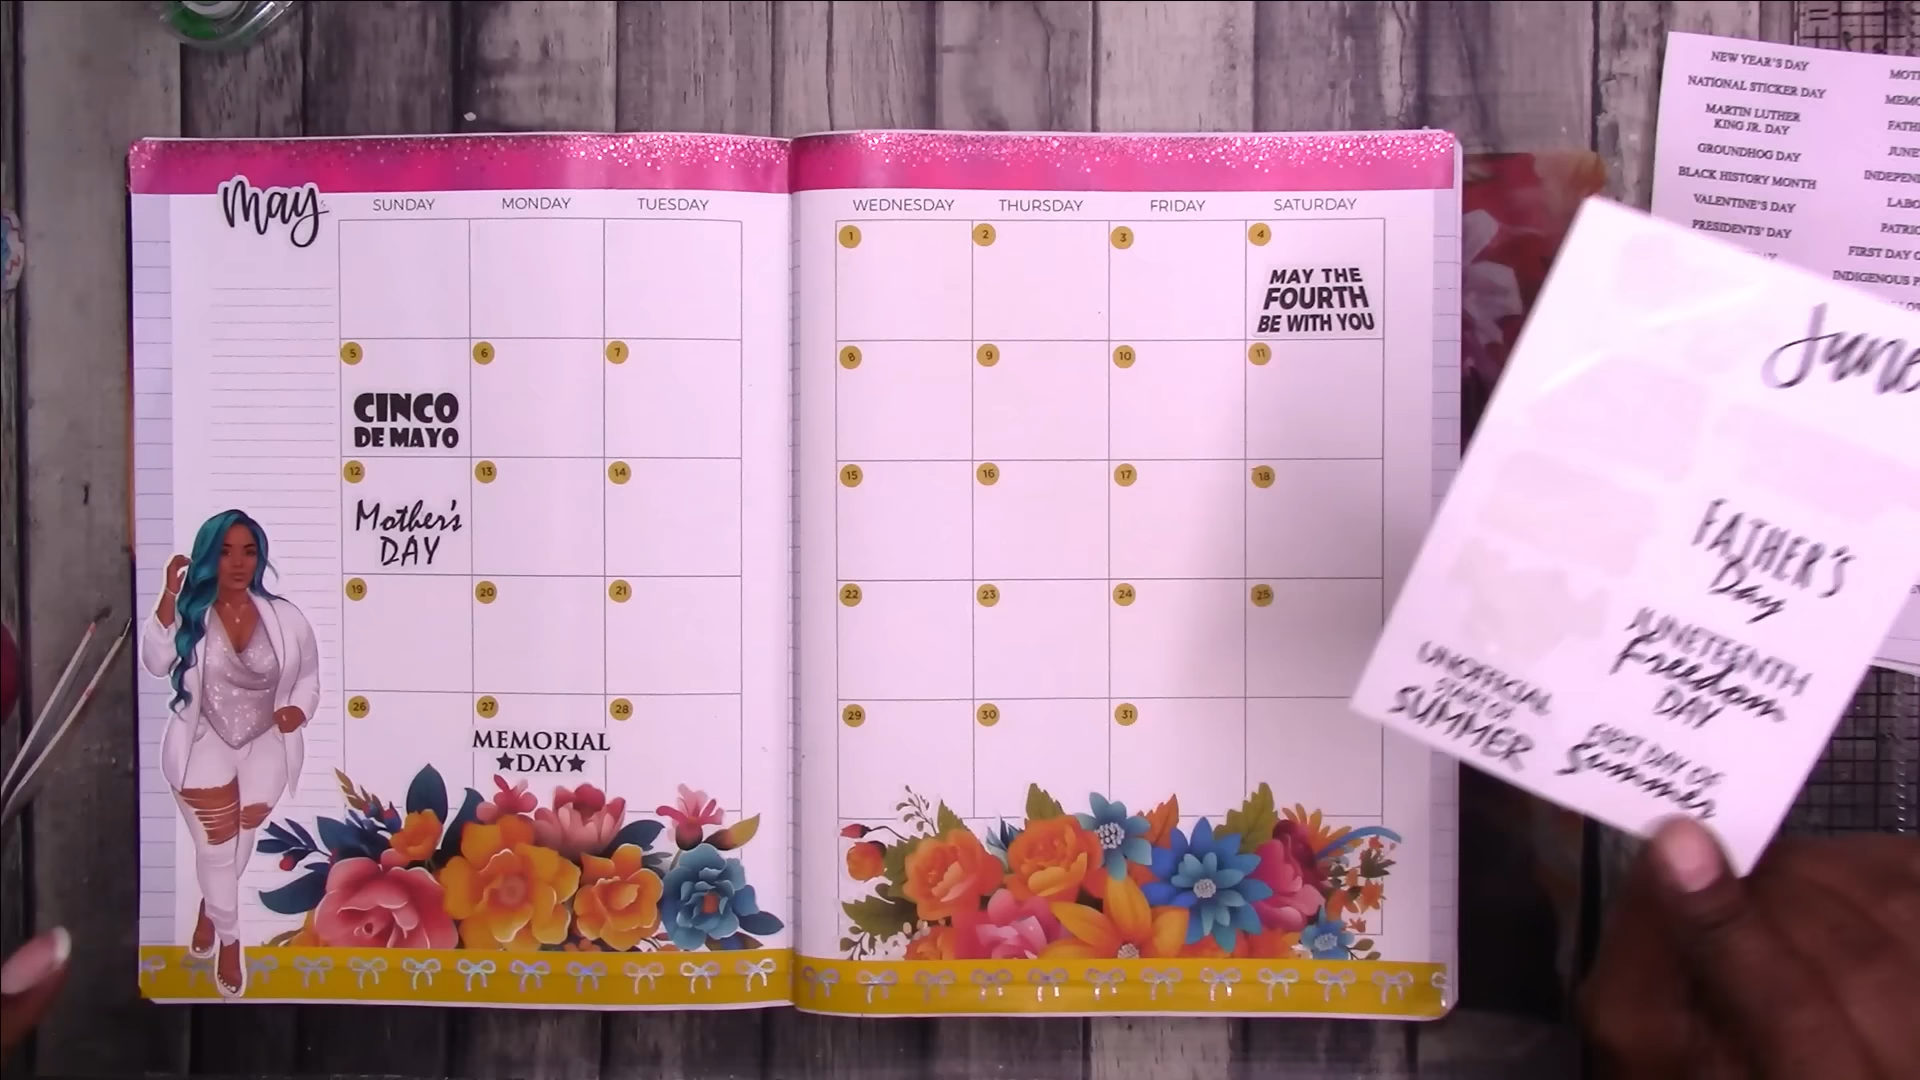 May
SUNDAY
MONDAY
TUESDAY
WEDNESDAY
THURSDAY
FRIDAY
SATURDAY
1
2
3
4
MAY THE
FOURTH
BE WITH YOU
5
6
7
8
9
10
11
CINCO
DE MAYO
12
13
14
15
16
17
18
Mother's
DAY
19
20
21
22
23
24
25
26
27
28
29
30
31
MEMORIAL
DAY
NEW YEAR'S DAY
NATIONAL STICKER DAY
MARTIN LUTHER
KING JR. DAY
GROUNDHOG DAY
BLACK HISTORY MONTH
VALENTINE'S DAY
PRESIDENTS' DAY
FIRST DAY
June
FATHER'S
Day
JUNETEENTH
Freedom
DAY
UNOFFICIAL
START OF
SUMMER
FIRST DAY OF
Summer